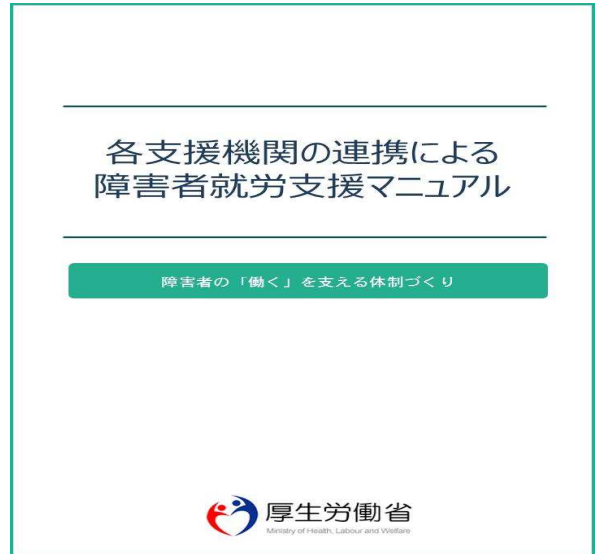 各支援機関の連携による
障害者就労支援マニュアル
障害者の「働く」を支える体制づくり
厚生労働省
Ministry of Health, Labour and Welfare